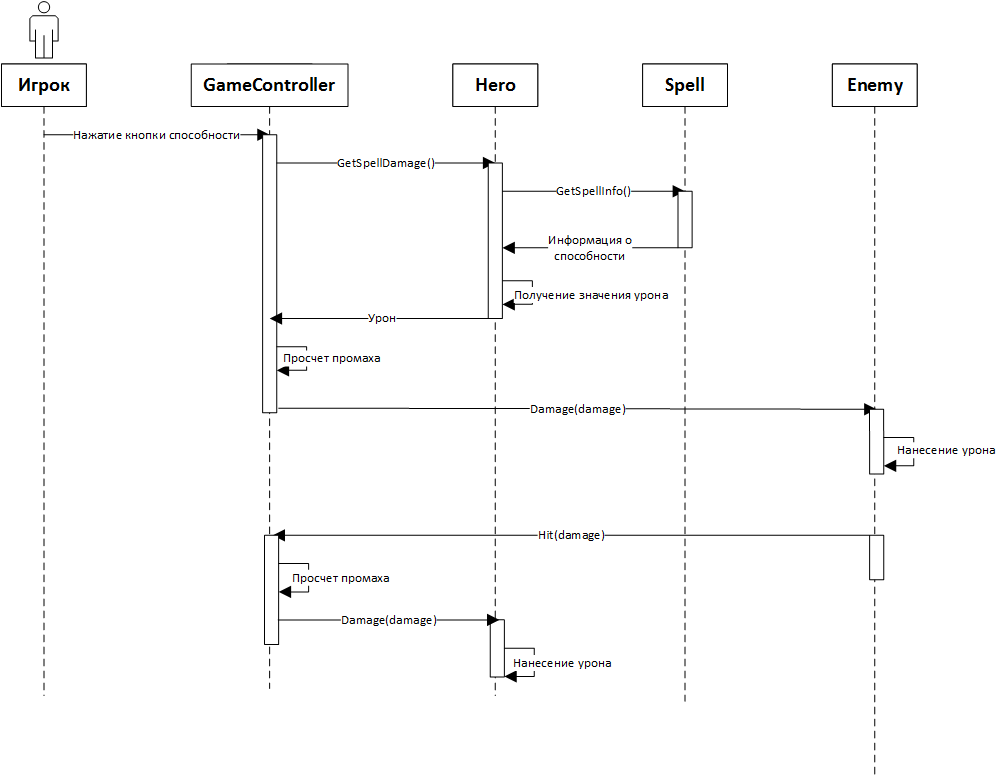 Игрок
GameController
Hero
Spell
Enemy
Нажатие кнопки способности
GetSpellDamage()
GetSpellInfo()
Информация о
способности
Получение значения урона
Урон
Просчет промаха
Damage(damage)
Нанесение урона
Hit(damage)
Просчет промаха
Damage(damage)
Нанесение урона